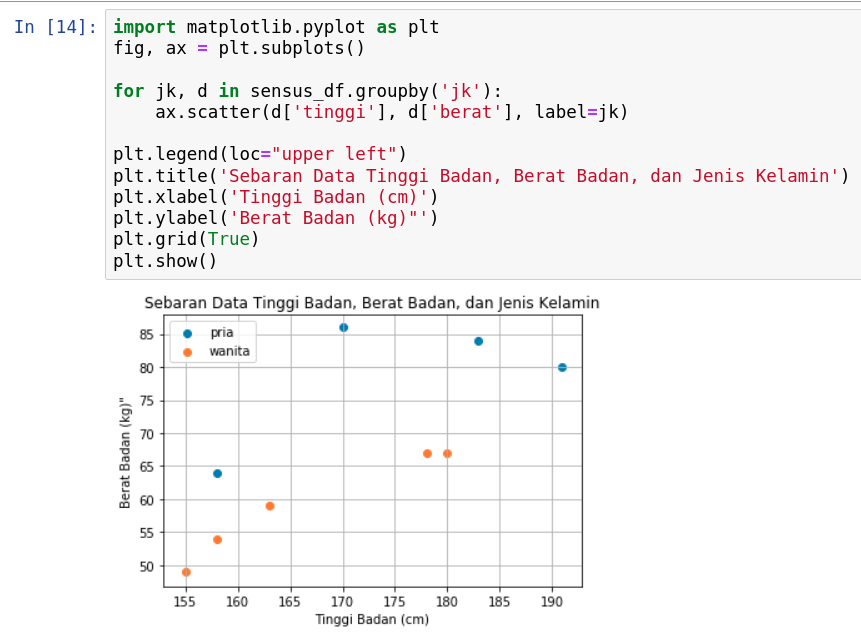 In [14]: import matplotlib.pyplot as plt
fig, ax = plt.subplots()
for jk, d in sensus_df.groupby('jk'):
    ax.scatter(d['tinggi'], d['berat'], label=jk)
plt.legend(loc="upper left")
plt.title('Sebaran Data Tinggi Badan, Berat Badan, dan Jenis Kelamin')
plt.xlabel('Tinggi Badan (cm)')
plt.ylabel('Berat Badan (kg)"')
plt.grid(True)
plt.show()
Sebaran Data Tinggi Badan, Berat Badan, dan Jenis Kelamin
pria
wanita
85
80
75
70
65
60
55
50
Berat Badan (kg)"
155 160 165 170 175 180 185 190
Tinggi Badan (cm)